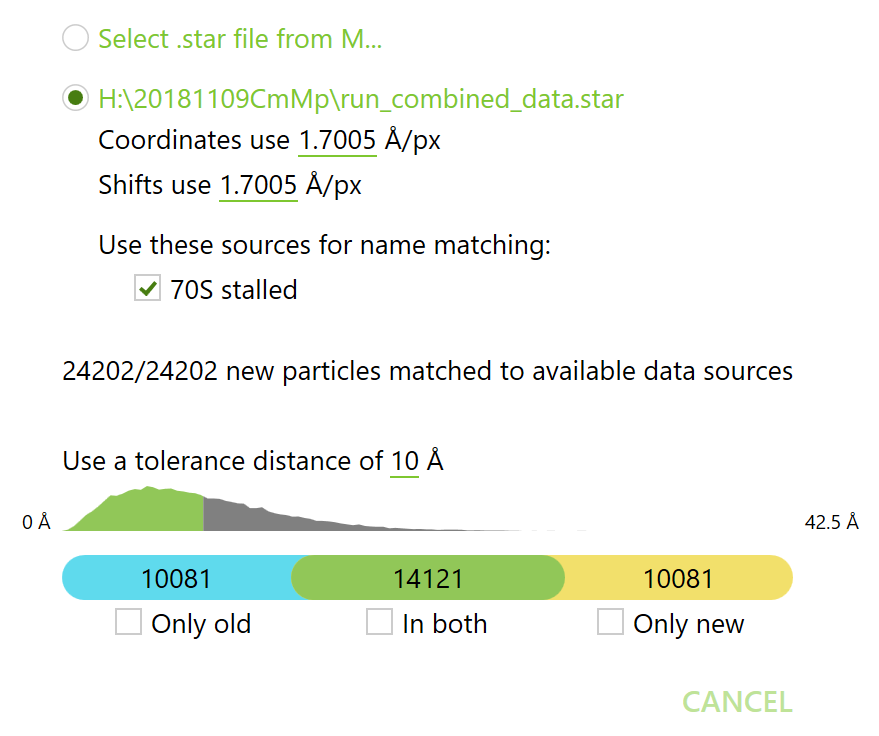 Select .star file from M...
H:\20181109CmMp\run_combined_data.star
Coordinates use 1.7005 Å/px
Shifts use 1.7005 Å/px
Use these sources for name matching:
70S stalled
24202/24202 new particles matched to available data sources
Use a tolerance distance of 10 Å
0 Å
42.5 Å
10081 14121 10081
Only old In both Only new
CANCEL